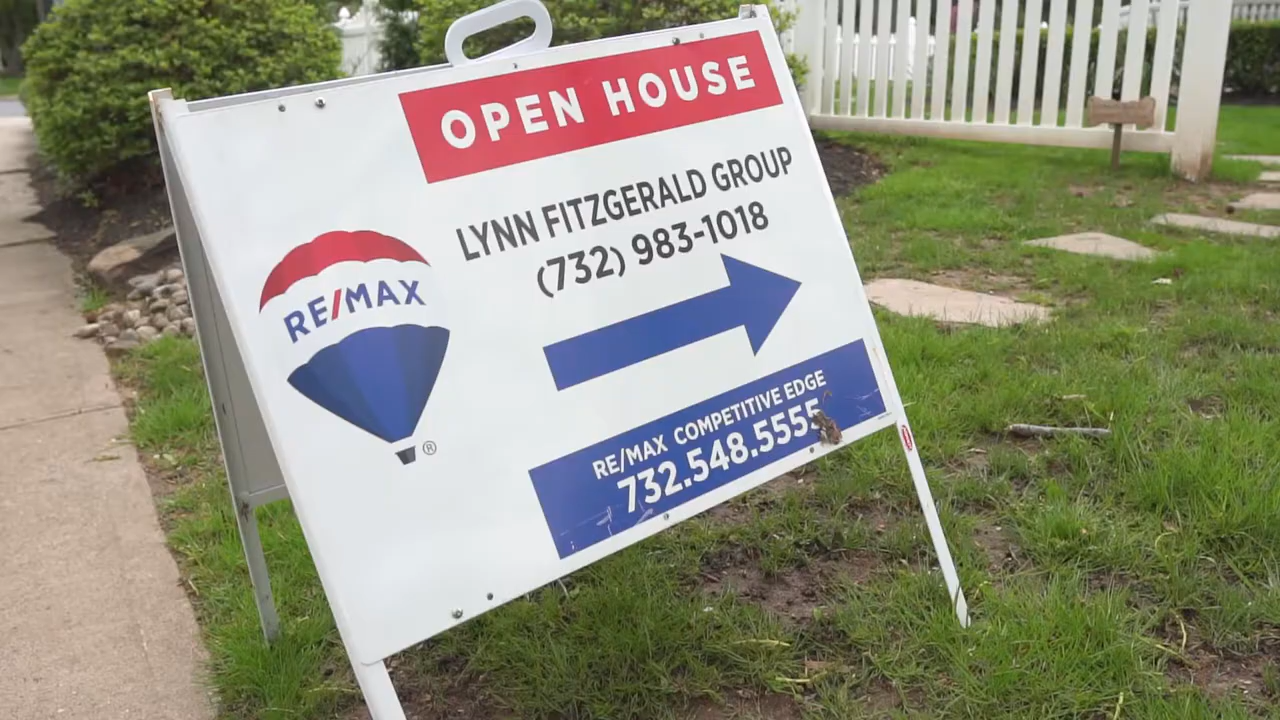 OPEN HOUSE
LYNN FITZGERALD GROUP
(732) 983-1018
RE/MAX
®
RE/MAX COMPETITIVE EDGE
732.548.5555